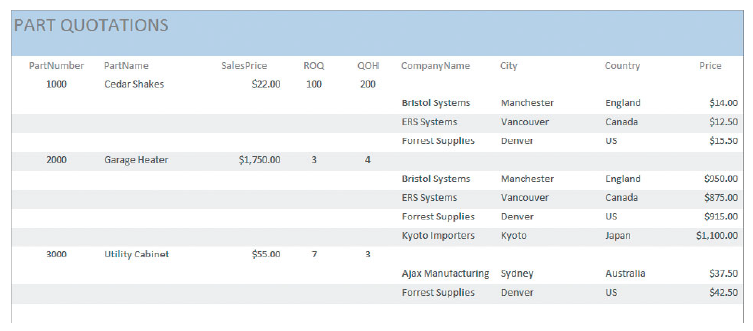 PART QUOTATIONS
PartNumber PartName SalesPrice ROQ QOH CompanyName City Country Price
1000 Cedar Shakes $22.00 100 200
Bristol Systems Manchester England $14.00
ERS Systems Vancouver Canada $12.50
Forrest Supplies Denver US $15.50
2000 Garage Heater $1,750.00 3 4
Bristol Systems Manchester England $950.00
ERS Systems Vancouver Canada $875.00
Forrest Supplies Denver US $915.00
Kyoto Importers Kyoto Japan $1,100.00
3000 Utility Cabinet $55.00 7 3
Ajax Manufacturing Sydney Australia $37.50
Forrest Supplies Denver US $42.50